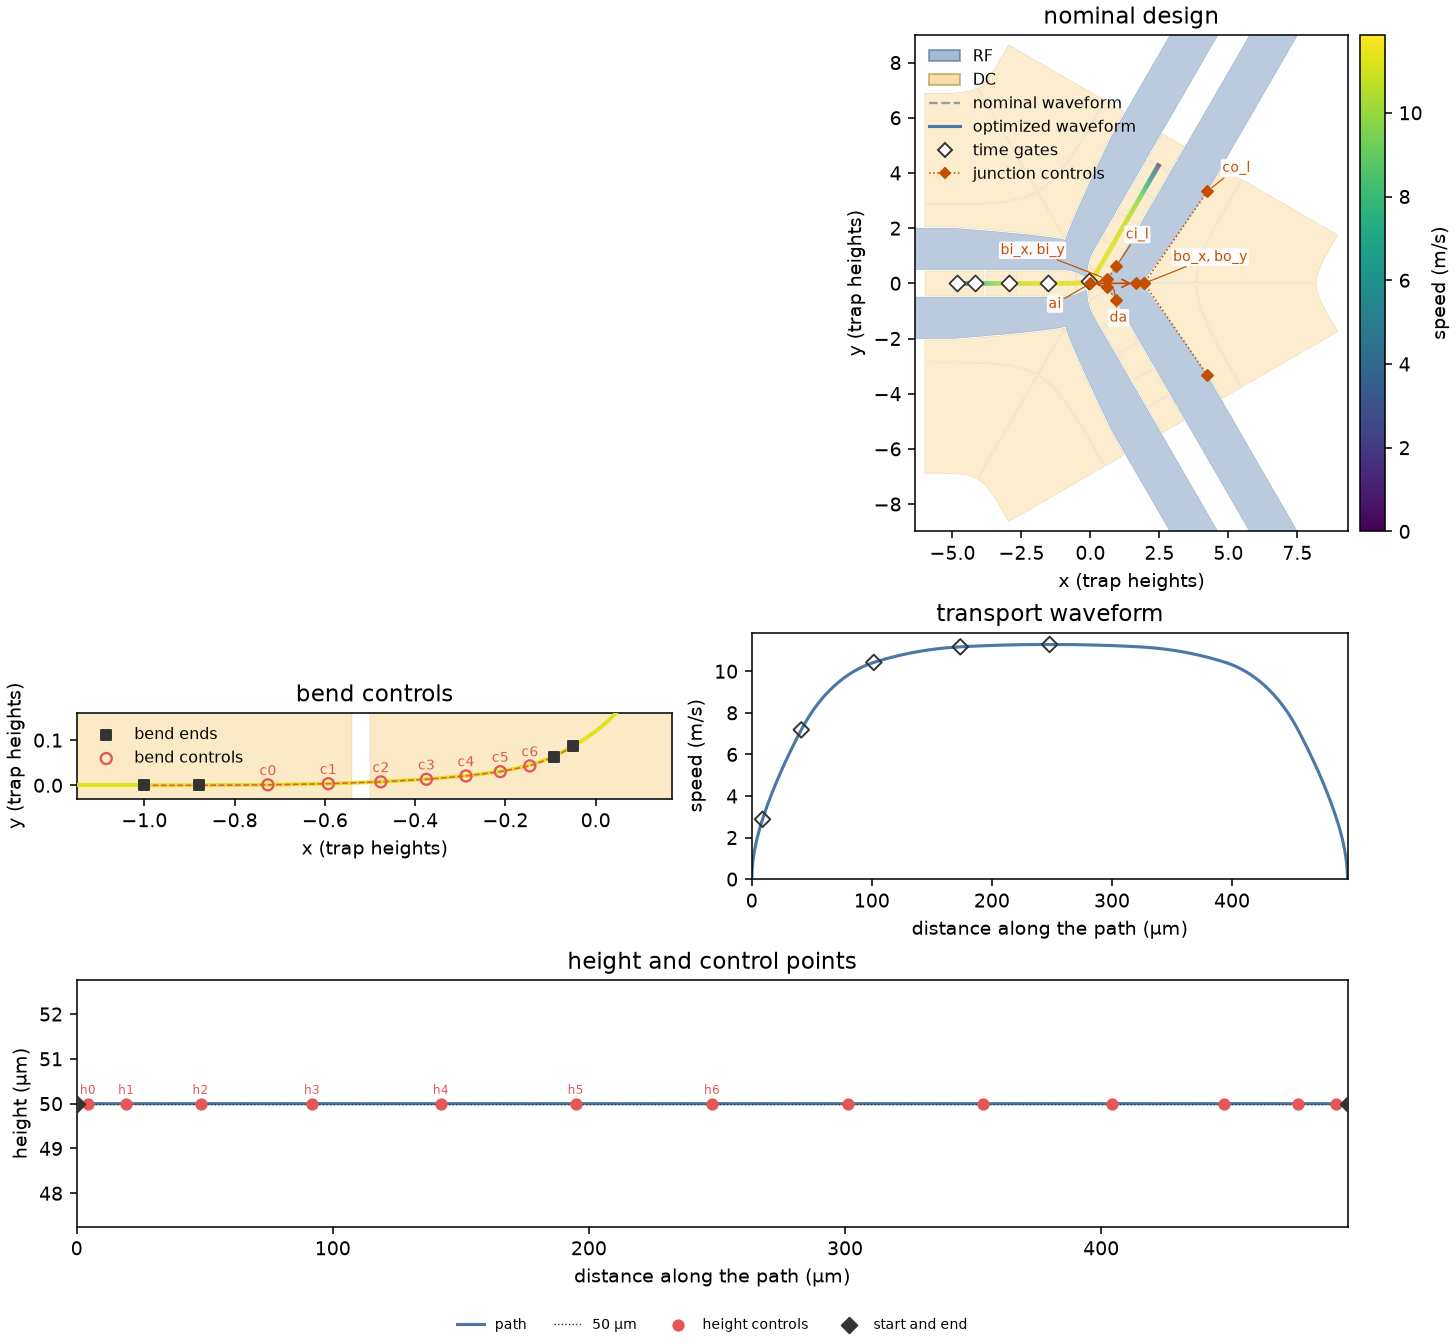 nominal design
RF
DC
nominal waveform
optimized waveform
time gates
junction controls
co_l
ci_l
bi_x, bi_y
bo_x, bo_y
ai
da
8
6
4
2
0
−2
−4
−6
−8
y (trap heights)
−5.0 −2.5 0.0 2.5 5.0 7.5
x (trap heights)
10
8
6
4
2
0
speed (m/s)
transport waveform
10
8
6
4
2
0
speed (m/s)
0 100 200 300 400
distance along the path (μm)
bend controls
bend ends
bend controls
c0 c1 c2 c3 c4 c5 c6
0.1
0.0
y (trap heights)
−1.0 −0.8 −0.6 −0.4 −0.2 0.0
x (trap heights)
height and control points
52
51
50
49
48
height (μm)
h0 h1 h2 h3 h4 h5 h6
0 100 200 300 400
distance along the path (μm)
path 50 μm height controls start and end